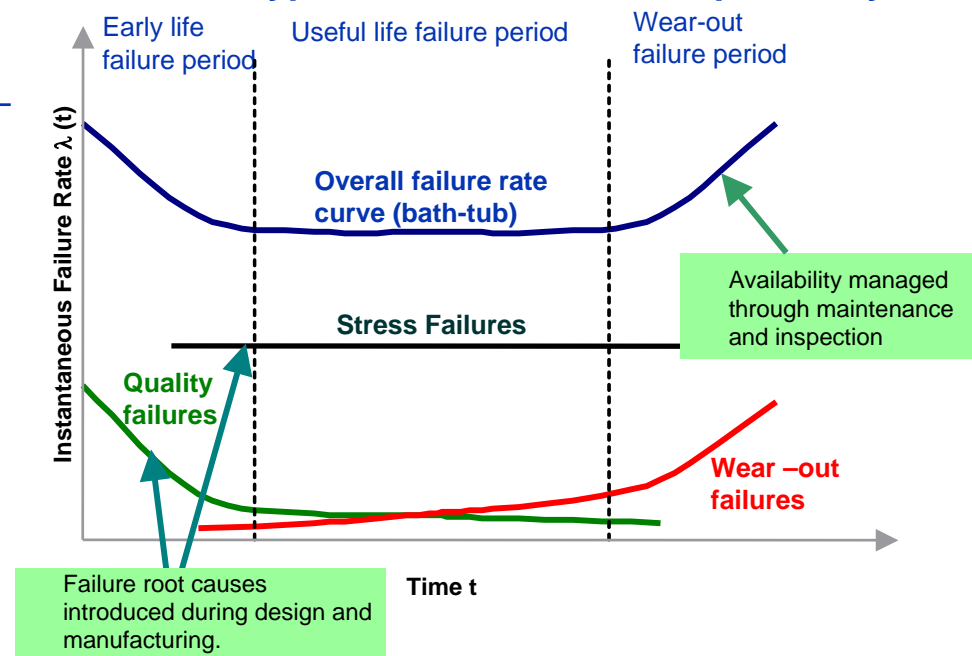 Early life
failure period
Useful life failure period
Wear-out
failure period
Instantaneous Failure Rate λ (t)
Overall failure rate
curve (bath-tub)
Availability managed
through maintenance
and inspection
Stress Failures
Quality
failures
Wear –out
failures
Failure root causes
introduced during design and
manufacturing.
Time t